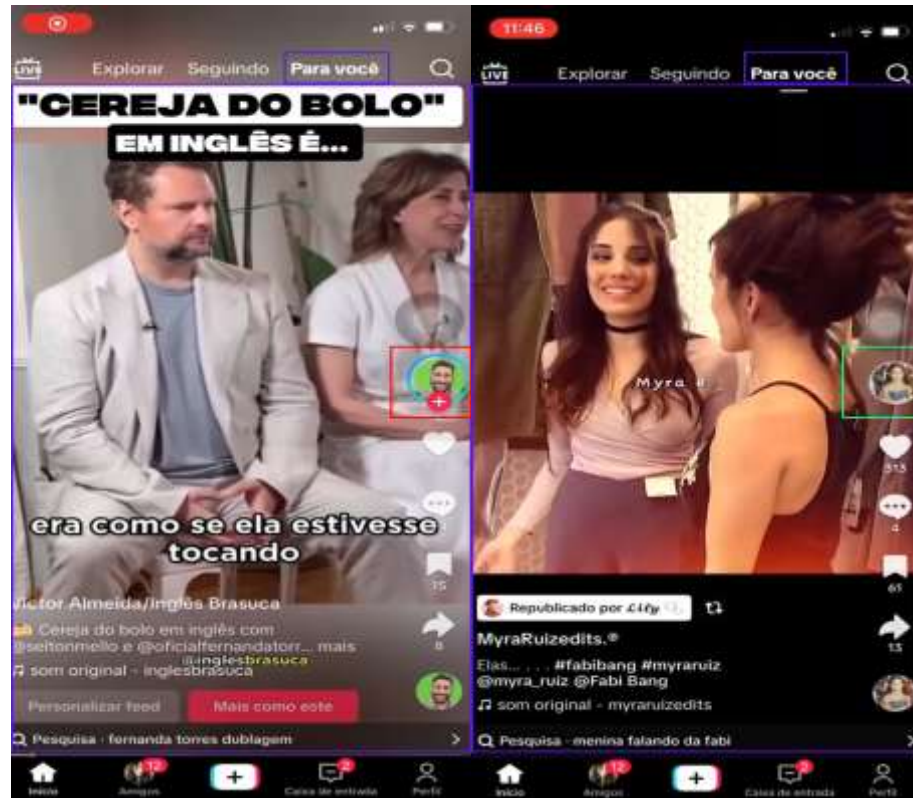 LIVE
Explorar Seguindo Para você
"CEREJA DO BOLO"
EM INGLÊS É...
era como se ela estivesse
tocando
75
Victor Almeida/Inglês Brasuca
Cereja do bolo em inglês com
@seltonmello e @oficialfernandatorr... mais
@inglesbrasuca
som original - inglesbrasuca
8
Personalizar feed
Mais como este
Pesquisa · fernanda torres dublagem
Início
12
Amigos
2
Caixa de entrada
Perfil
11:46
LIVE
Explorar Seguindo Para você
Myra é
313
4
61
Republicado por Lily
13
MyraRuizedits.®
Elas... . . . #fabibang #myraruiz
@myra_ruiz @Fabi Bang
som original - myraruizedits
Pesquisa · menina falando da fabi
Início
12
Amigos
2
Caixa de entrada
Perfil